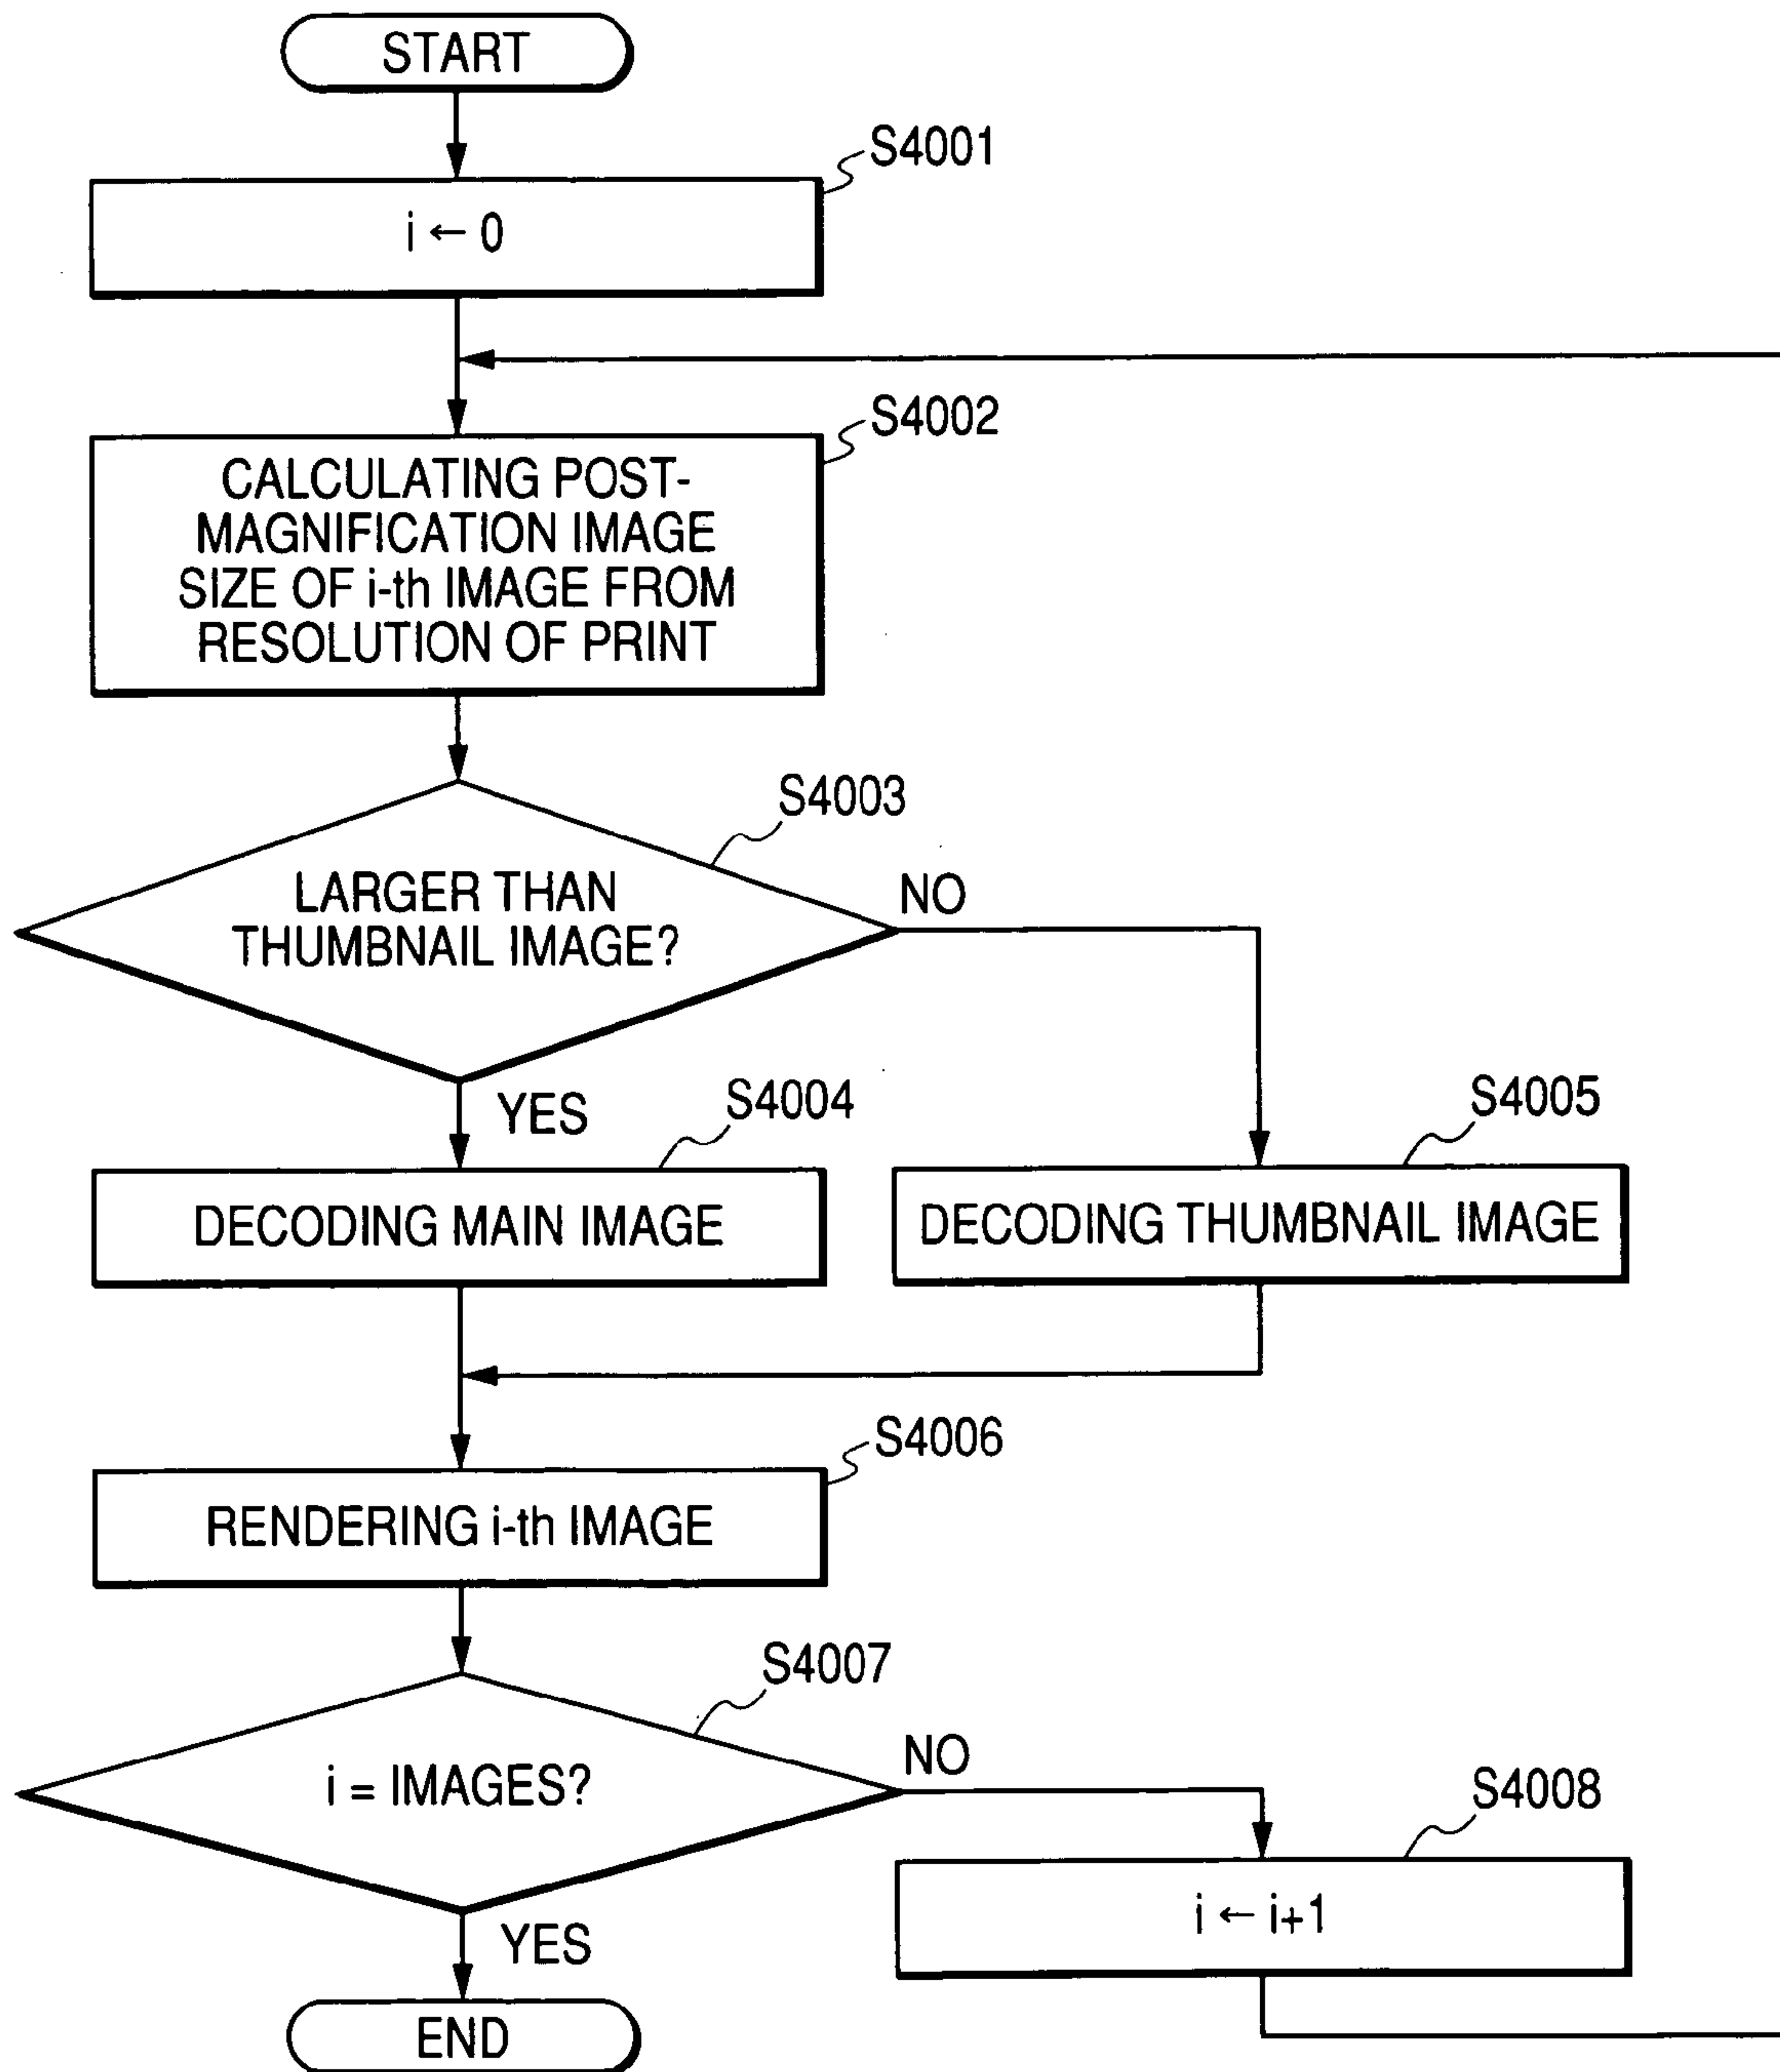 START
S4001
i ← 0
S4002
CALCULATING POST-
MAGNIFICATION IMAGE
SIZE OF i-th IMAGE FROM
RESOLUTION OF PRINT
S4003
LARGER THAN
THUMBNAIL IMAGE?
NO
YES
S4004
S4005
DECODING MAIN IMAGE
DECODING THUMBNAIL IMAGE
S4006
RENDERING i-th IMAGE
S4007
i = IMAGES?
NO
S4008
i ← i+1
YES
END